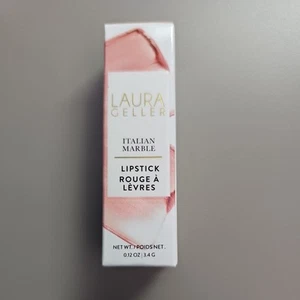 LAURA
GELLER
ITALIAN
MARBLE
LIPSTICK
ROUGE À
LÈVRES
NET WT. / POIDS NET.
0.12 OZ | 3.4 G